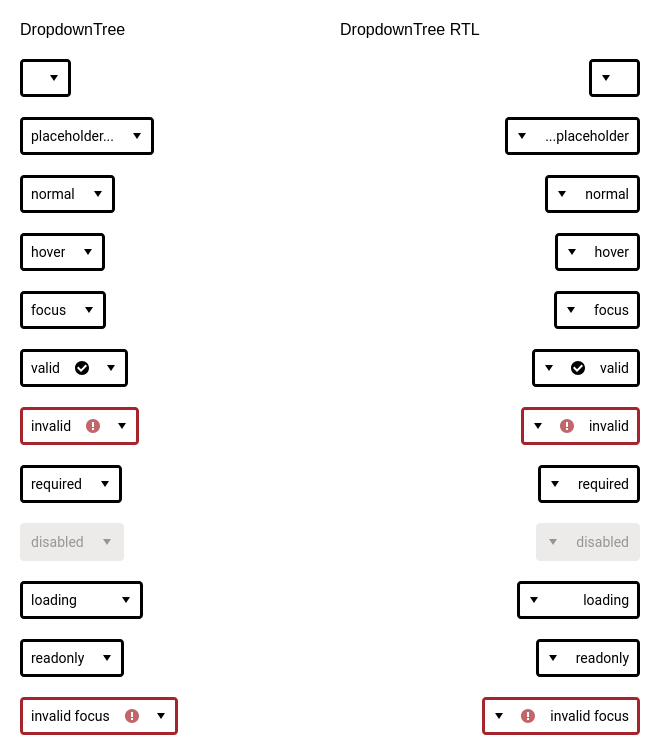 DropdownTree
DropdownTree RTL
placeholder...
...placeholder
normal
normal
hover
hover
focus
focus
valid
valid
invalid
invalid
required
required
disabled
disabled
loading
loading
readonly
readonly
invalid focus
invalid focus